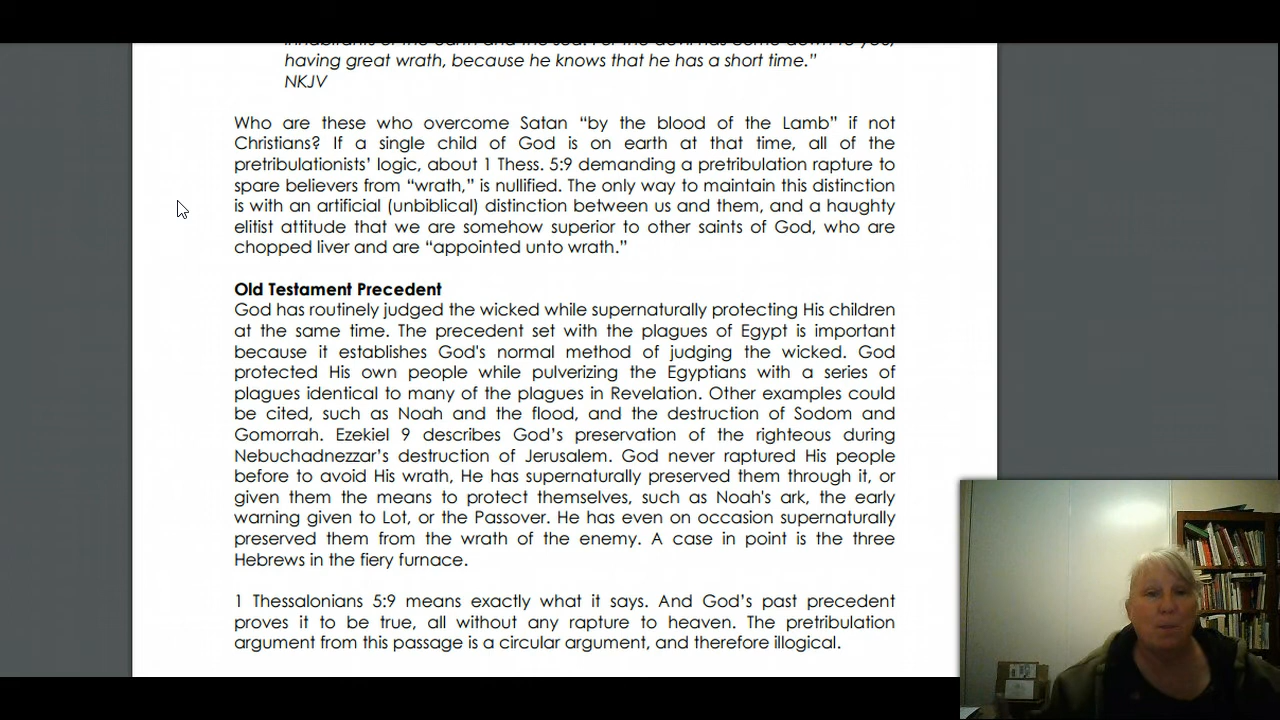 inhabitants of the earth and the sea! For the devil has come down to you,
having great wrath, because he knows that he has a short time.”
NKJV
Who are these who overcome Satan “by the blood of the Lamb” if not
Christians? If a single child of God is on earth at that time, all of the
pretribulationists’ logic, about 1 Thess. 5:9 demanding a pretribulation rapture to
spare believers from “wrath,” is nullified. The only way to maintain this distinction
is with an artificial (unbiblical) distinction between us and them, and a haughty
elitist attitude that we are somehow superior to other saints of God, who are
chopped liver and are “appointed unto wrath.”
Old Testament Precedent
God has routinely judged the wicked while supernaturally protecting His children
at the same time. The precedent set with the plagues of Egypt is important
because it establishes God's normal method of judging the wicked. God
protected His own people while pulverizing the Egyptians with a series of
plagues identical to many of the plagues in Revelation. Other examples could
be cited, such as Noah and the flood, and the destruction of Sodom and
Gomorrah. Ezekiel 9 describes God’s preservation of the righteous during
Nebuchadnezzar’s destruction of Jerusalem. God never raptured His people
before to avoid His wrath, He has supernaturally preserved them through it, or
given them the means to protect themselves, such as Noah's ark, the early
warning given to Lot, or the Passover. He has even on occasion supernaturally
preserved them from the wrath of the enemy. A case in point is the three
Hebrews in the fiery furnace.
1 Thessalonians 5:9 means exactly what it says. And God’s past precedent
proves it to be true, all without any rapture to heaven. The pretribulation
argument from this passage is a circular argument, and therefore illogical.